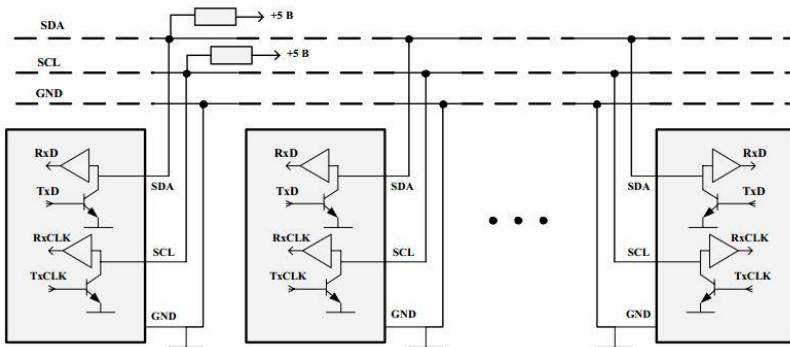 SDA
+5 В
SCL
+5 В
GND
RxD
TxD
SDA
RxCLK
SCL
TxCLK
GND
RxD
TxD
SDA
RxCLK
SCL
TxCLK
GND
RxD
SDA
TxD
SCL
RxCLK
TxCLK
GND